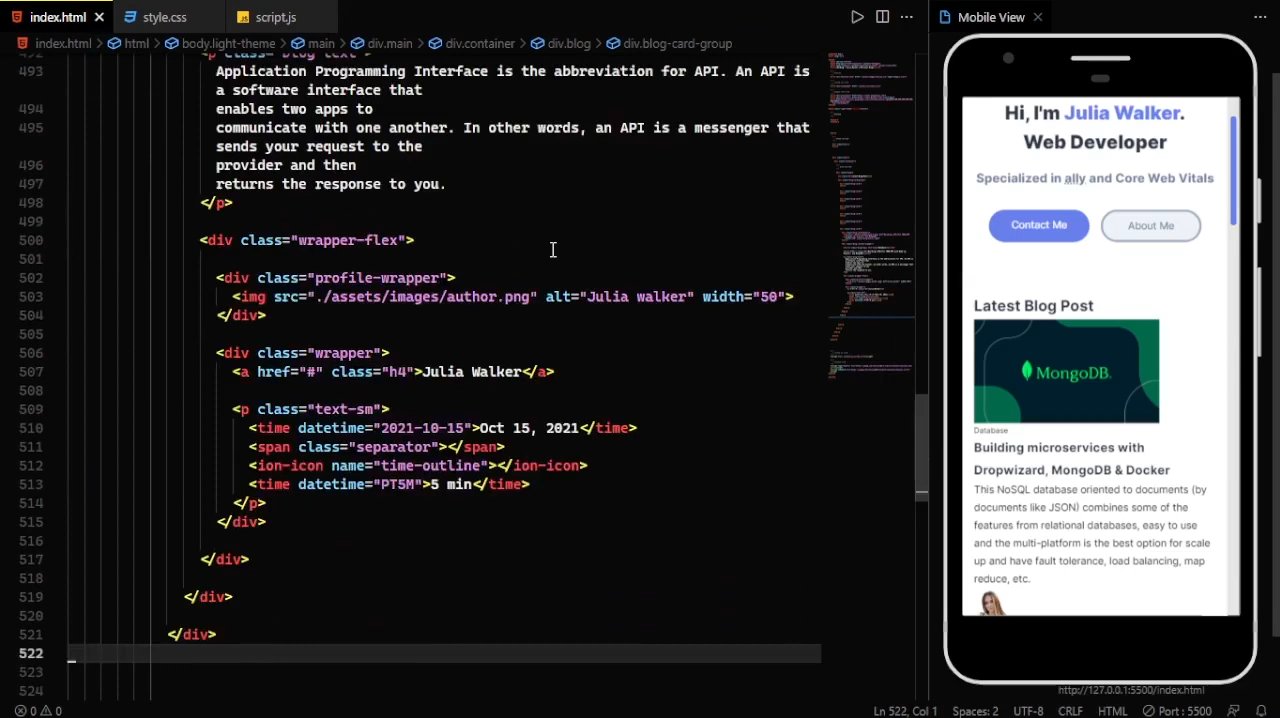 index.html
style.css
script.js
Mobile View
index.html > html > body.light-theme > main > div.main > div.container > div.blog > div.blog-card-group
492 <p class="blog-text">
493 Application Programming Interface is the abbreviation for API. An API is
a software interface that
494 enables two apps to
495 communicate with one another. In other words, an API is a messenger that
sends your request to the
496 provider and then
497 returns the response to you.
498 </p>
499
500 <div class="wrapper-flex">
501
502 <div class="profile-wrapper">
503 <img src="./assets/images/author.png" alt="Julia walker" width="50">
504 </div>
505
506 <div class="wrapper">
507 <a href="#" class="h4">Julia Walker</a>
508
509 <p class="text-sm">
510 <time datetime="2021-10-15">Oct 15, 2021</time>
511 <span class="separator"></span>
512 <ion-icon name="time-outline"></ion-icon>
513 <time datetime="PT5M">5 min</time>
514 </p>
515 </div>
516
517 </div>
518
519 </div>
520
521 </div>
522
523
524
Hi, I'm Julia Walker.
Web Developer
Specialized in a11y and Core Web Vitals
Contact Me
About Me
Latest Blog Post
MongoDB.
Database
Building microservices with
Dropwizard, MongoDB & Docker
This NoSQL database oriented to documents (by
documents like JSON) combines some of the
features from relational databases, easy to use
and the multi-platform is the best option for scale
up and have fault tolerance, load balancing, map
reduce, etc.
http://127.0.0.1:5500/index.html
0 0
Ln 522, Col 1
Spaces: 2
UTF-8
CRLF
HTML
Port : 5500